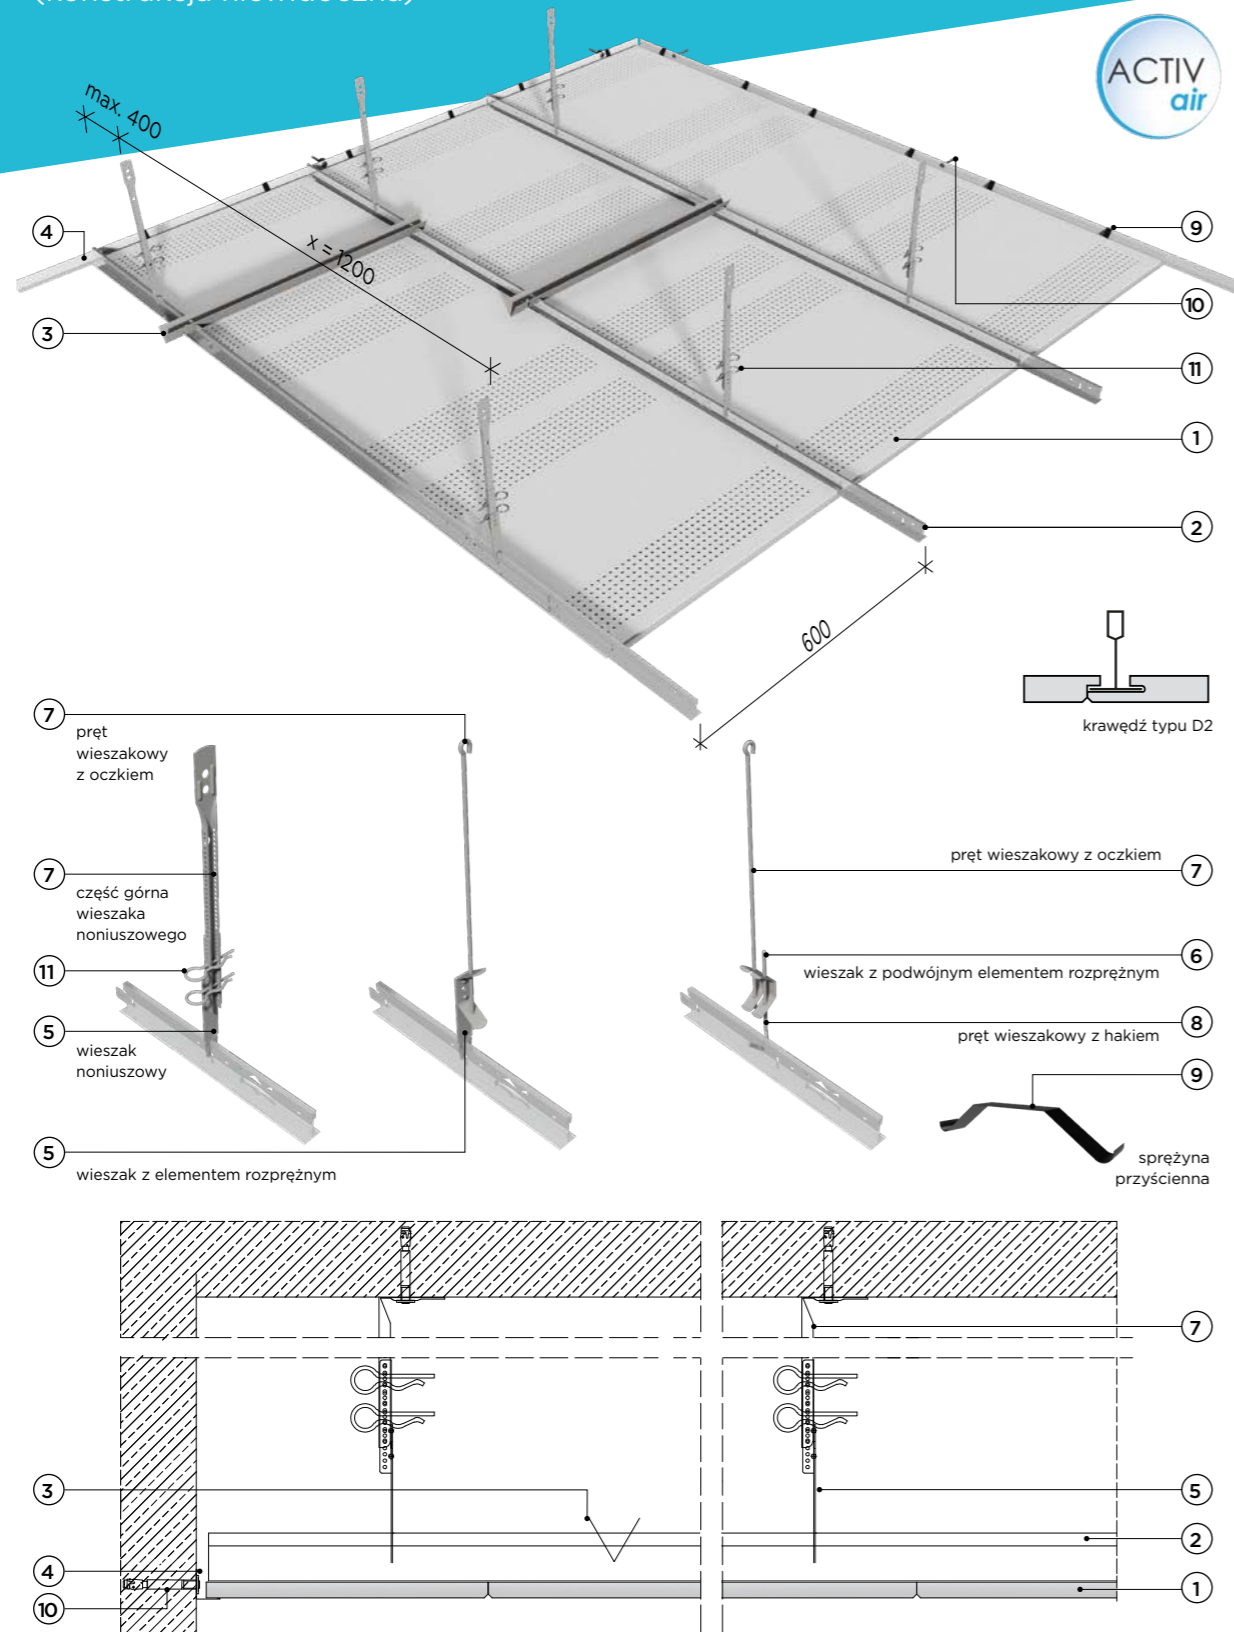 ACTIV
air
max. 400
4
9
x = 1200
10
3
11
1
2
600
krawędź typu D2
7
pręt
wieszakowy
z oczkiem
pręt wieszakowy z oczkiem
7
7
część górna
wieszaka
noniuszowego
6
wieszak z podwójnym elementem rozprężnym
11
8
pręt wieszakowy z hakiem
5
wieszak
noniuszowy
9
5
wieszak z elementem rozprężnym
sprężyna
przyścienna
7
3
5
2
4
1
10